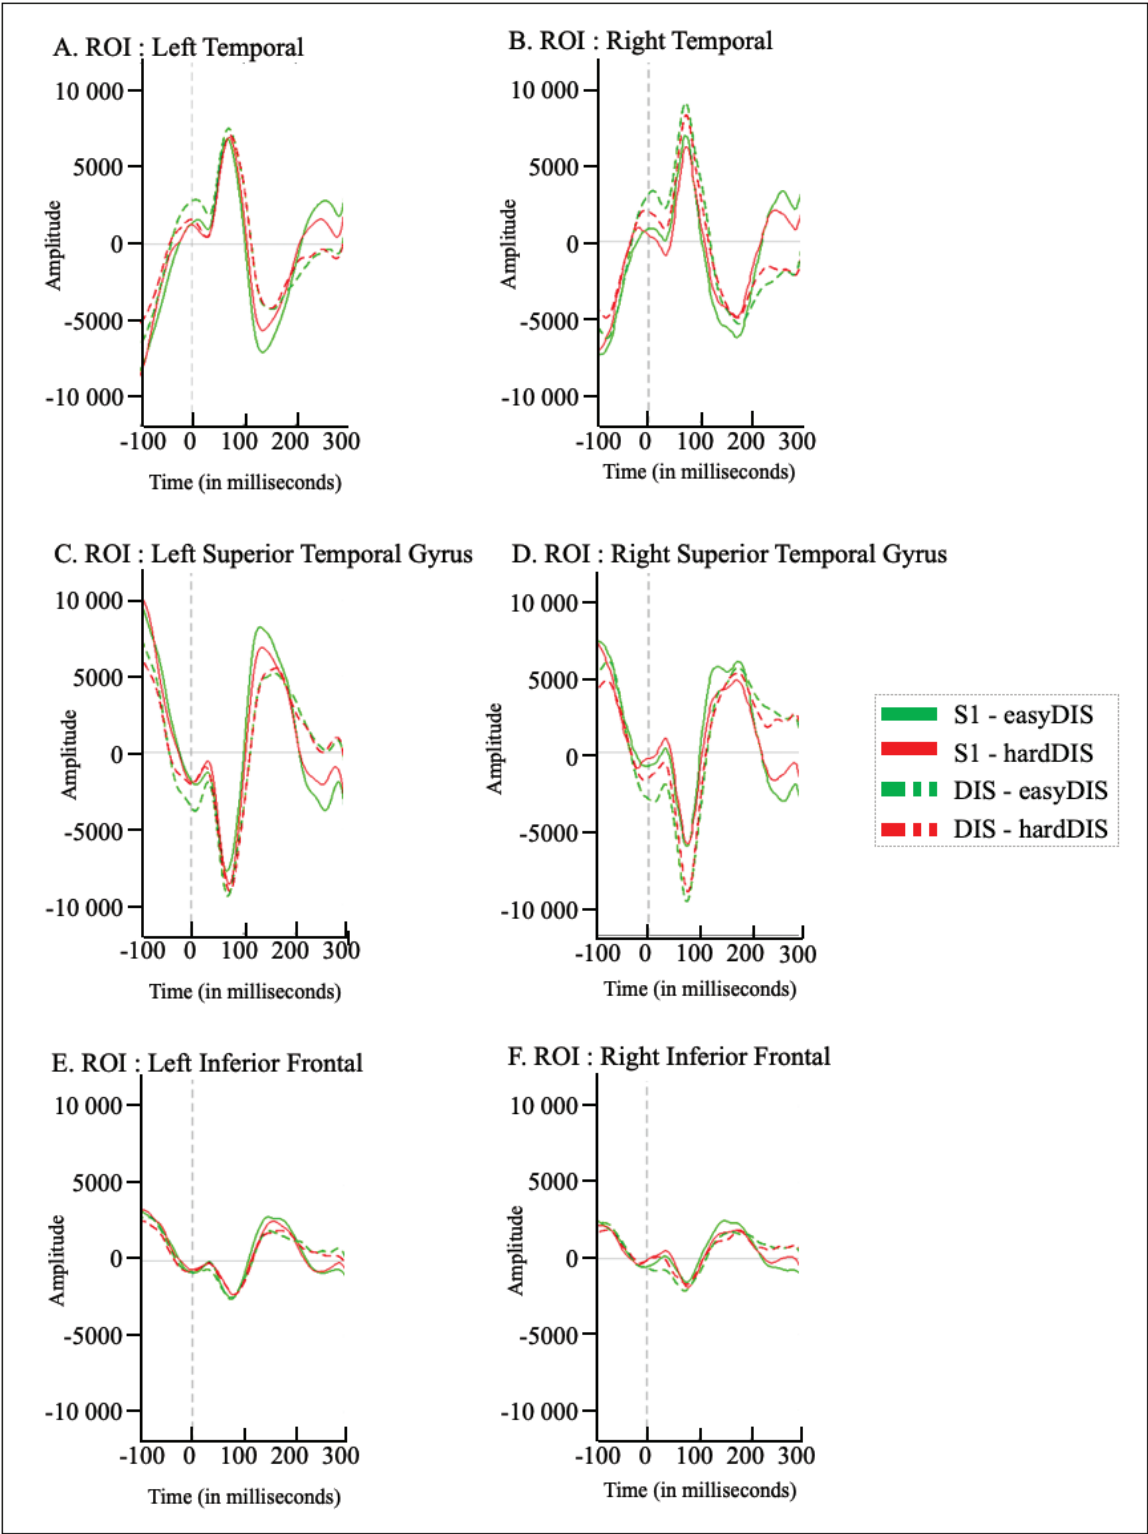 A. ROI : Left Temporal
10 000
5000
0
-5000
-10 000
Amplitude
-100 0 100 200 300
Time (in milliseconds)
B. ROI : Right Temporal
10 000
5000
0
-5000
-10 000
Amplitude
-100 0 100 200 300
Time (in milliseconds)
C. ROI : Left Superior Temporal Gyrus
10 000
5000
0
-5000
-10 000
Amplitude
-100 0 100 200 300
Time (in milliseconds)
D. ROI : Right Superior Temporal Gyrus
10 000
5000
0
-5000
-10 000
Amplitude
-100 0 100 200 300
Time (in milliseconds)
S1 - easyDIS
S1 - hardDIS
DIS - easyDIS
DIS - hardDIS
E. ROI : Left Inferior Frontal
10 000
5000
0
-5000
-10 000
Amplitude
-100 0 100 200 300
Time (in milliseconds)
F. ROI : Right Inferior Frontal
10 000
5000
0
-5000
-10 000
Amplitude
-100 0 100 200 300
Time (in milliseconds)